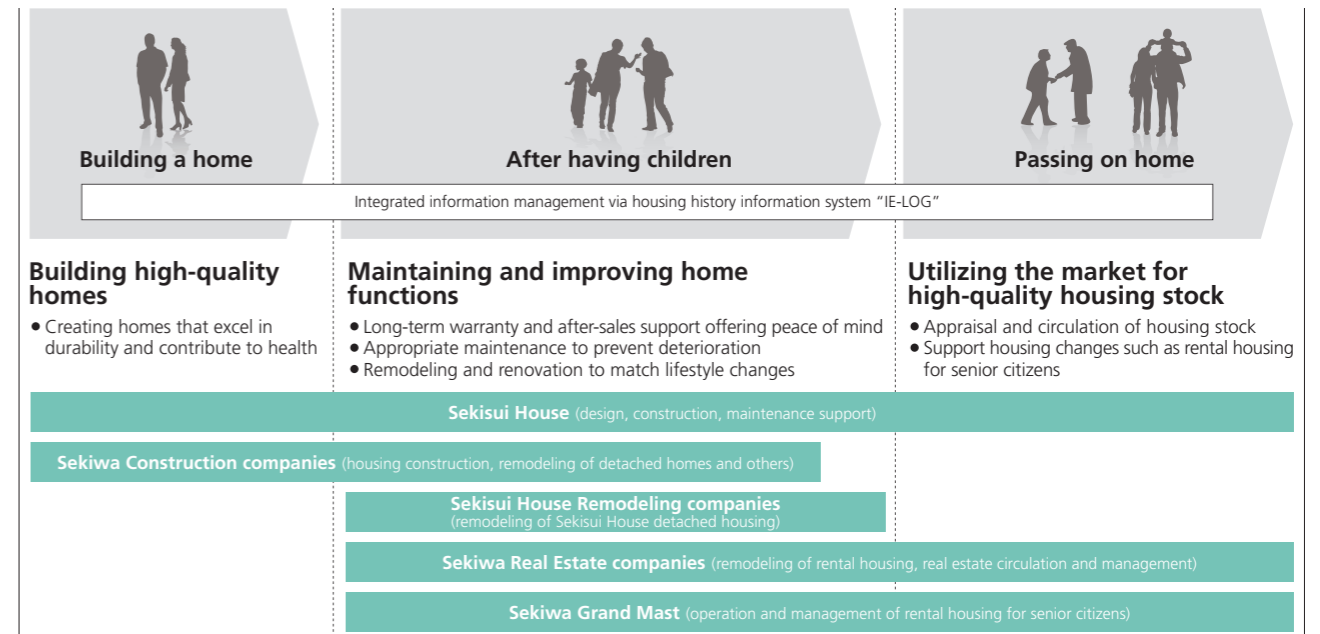 Building a home
After having children
Passing on home
Integrated information management via housing history information system “IE-LOG”
Building high-quality
homes
● Creating homes that excel in
durability and contribute to health
Maintaining and improving home
functions
● Long-term warranty and after-sales support offering peace of mind
● Appropriate maintenance to prevent deterioration
● Remodeling and renovation to match lifestyle changes
Utilizing the market for
high-quality housing stock
● Appraisal and circulation of housing stock
● Support housing changes such as rental housing
for senior citizens
Sekisui House (design, construction, maintenance support)
Sekiwa Construction companies (housing construction, remodeling of detached homes and others)
Sekisui House Remodeling companies
(remodeling of Sekisui House detached housing)
Sekiwa Real Estate companies (remodeling of rental housing, real estate circulation and management)
Sekiwa Grand Mast (operation and management of rental housing for senior citizens)